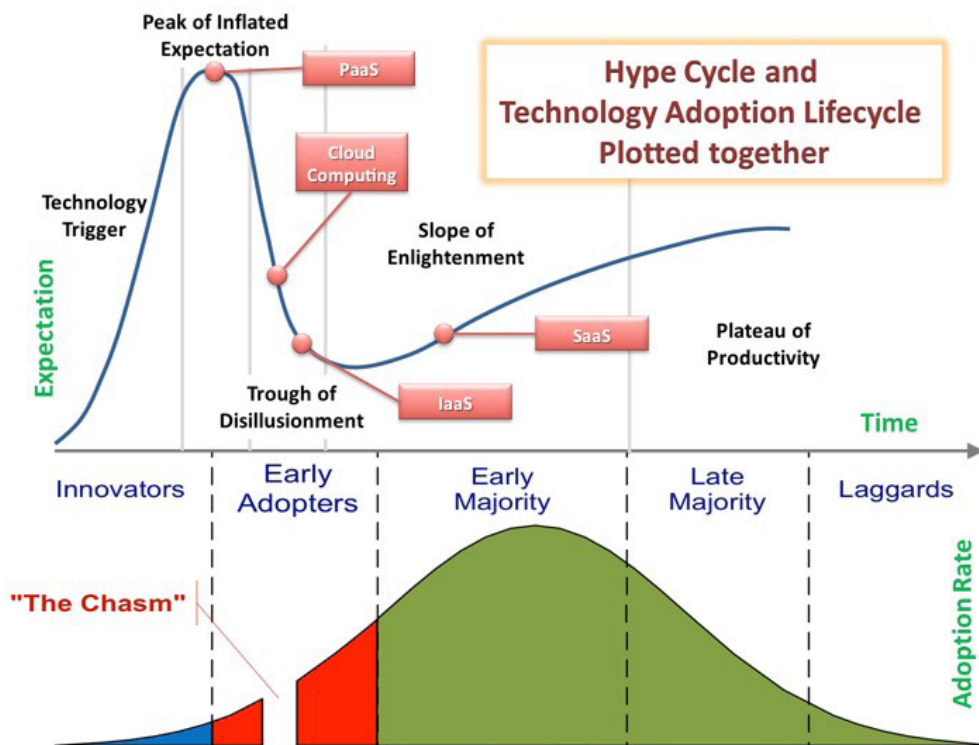 Peak of Inflated
Expectation
PaaS
Hype Cycle and
Technology Adoption Lifecycle
Plotted together
Cloud
Computing
Technology
Trigger
Slope of
Enlightenment
Expectation
SaaS
Plateau of
Productivity
Trough of
Disillusionment
IaaS
Time
Innovators
Early
Adopters
Early
Majority
Late
Majority
Laggards
"The Chasm"
Adoption Rate